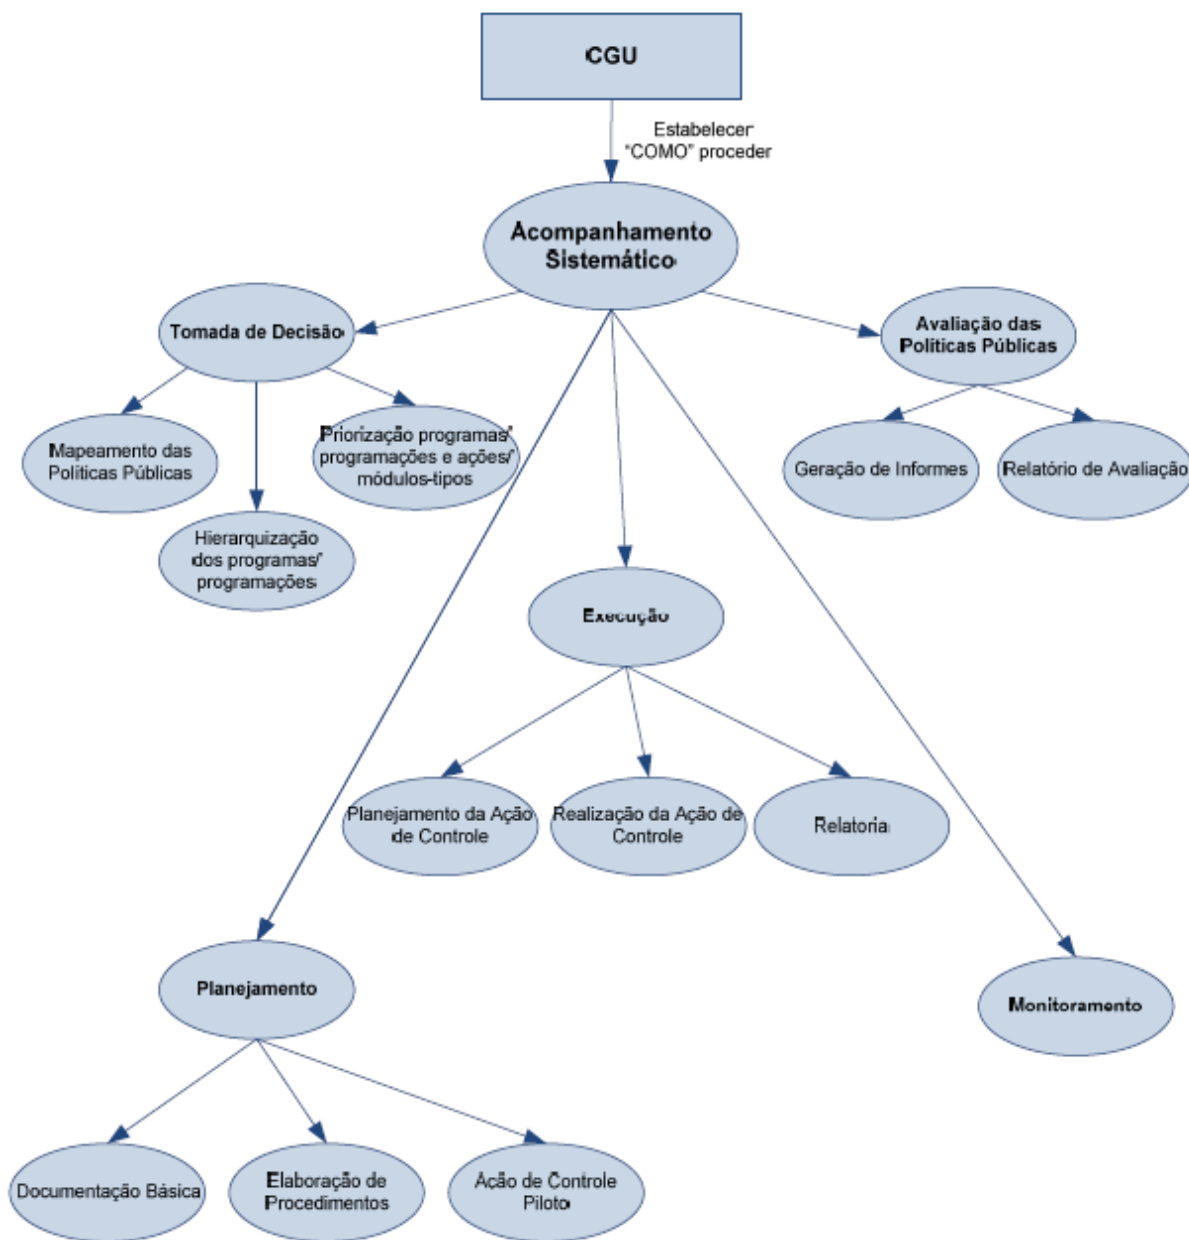 CGU
Estabelecer
"COMO" proceder
Acompanhamento
Sistemático
Tomada de Decisão
Avaliação das
Políticas Públicas
Mapeamento das
Políticas Públicas
Priorização programas/
programações e ações/
módulos-tipos
Hierarquização
dos programas/
programações
Geração de Informes
Relatório de Avaliação
Execução
Planejamento da Ação
de Controle
Realização da Ação de
Controle
Relatoria
Planejamento
Monitoramento
Documentação Básica
Elaboração de
Procedimentos
Ação de Controle
Piloto